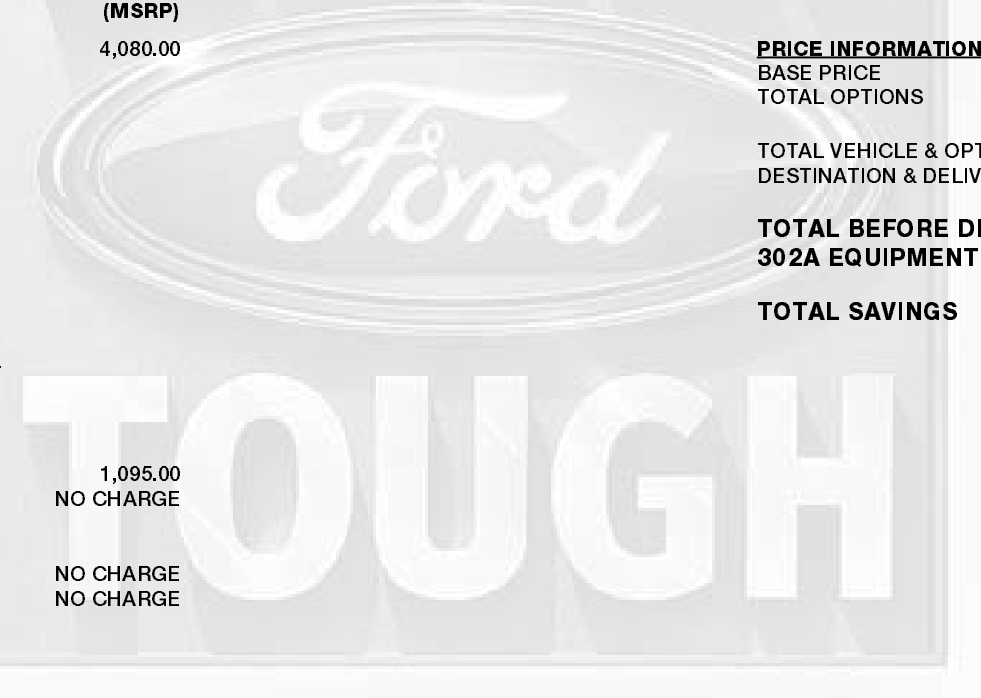 (MSRP)
4,080.00
PRICE INFORMATION
BASE PRICE
TOTAL OPTIONS
TOTAL VEHICLE & OPT
DESTINATION & DELIV
TOTAL BEFORE DI
302A EQUIPMENT
TOTAL SAVINGS
Ford
TOUGH
1,095.00
NO CHARGE
NO CHARGE
NO CHARGE